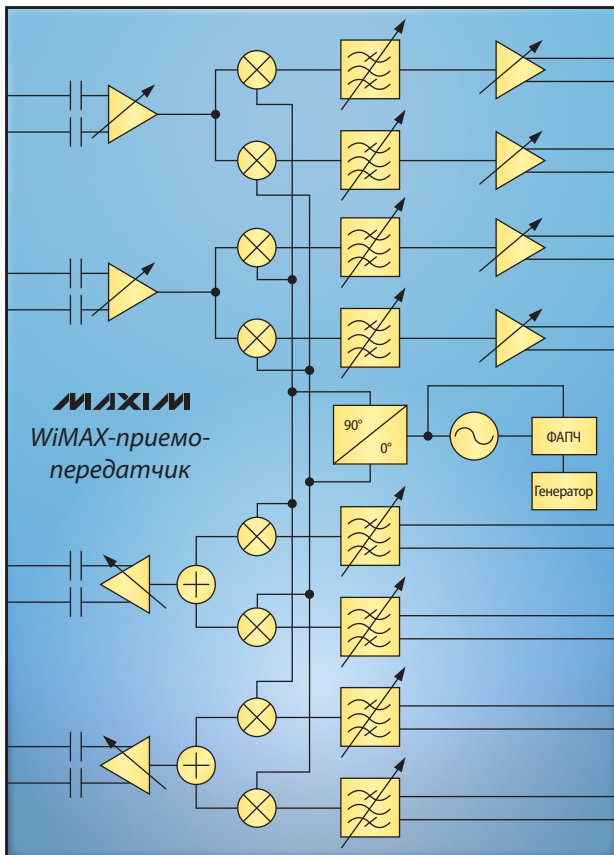 MAXIM
WiMAX-приемо-
передатчик
90°
0°
ФАПЧ
Генератор